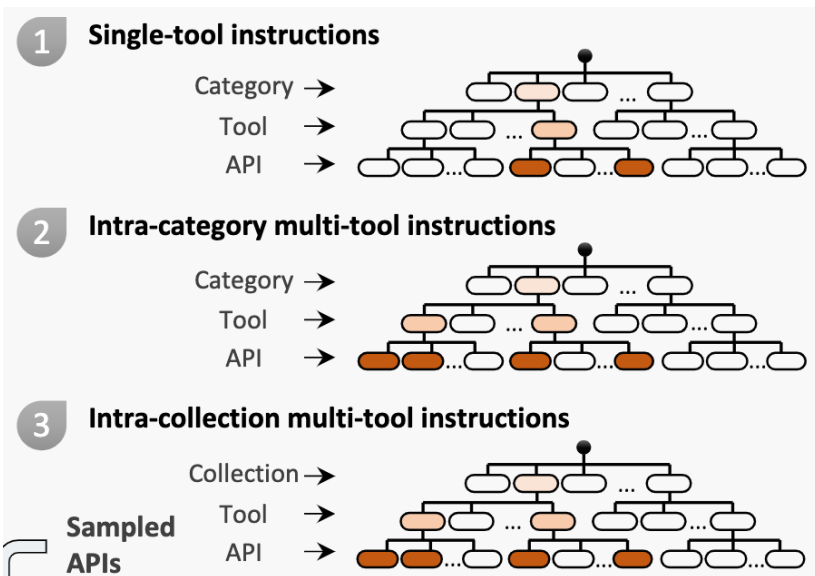 1 Single-tool instructions
Category
...
Tool
...
...
API
...
...
...
2 Intra-category multi-tool instructions
Category
...
Tool
...
...
API
...
...
...
3 Intra-collection multi-tool instructions
Collection
...
Tool
...
...
API
...
...
...
Sampled
APIs